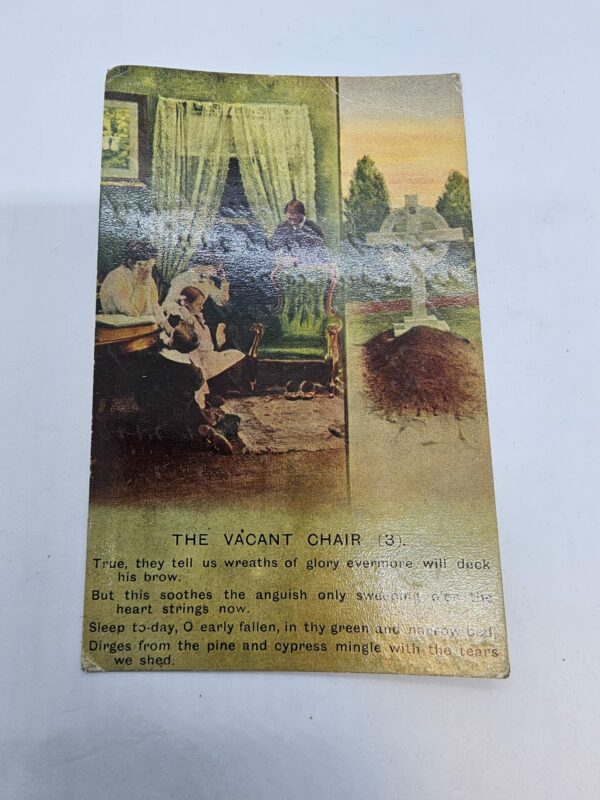 THE VACANT CHAIR (3).
True, they tell us wreaths of glory evermore will deck
his brow.
But this soothes the anguish only sweeping o'er the
heart strings now.
Sleep to-day, O early fallen, in thy green and narrow bed,
Dirges from the pine and cypress mingle with the tears
we shed.